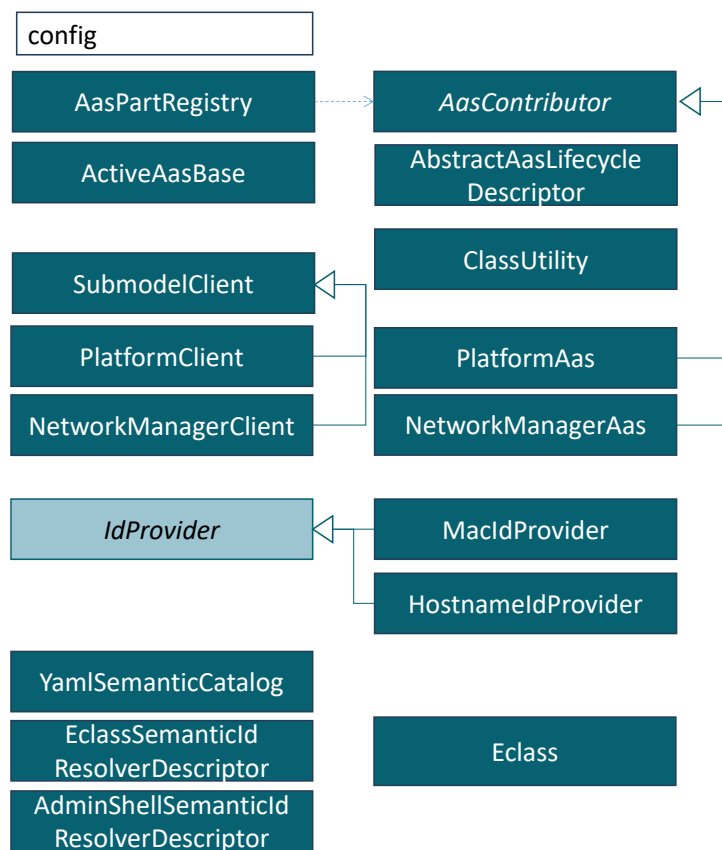 config
AasPartRegistry
AasContributor
ActiveAasBase
AbstractAasLifecycle
Descriptor
SubmodelClient
ClassUtility
PlatformClient
PlatformAas
NetworkManagerClient
NetworkManagerAas
IdProvider
MacIdProvider
HostnameIdProvider
YamlSemanticCatalog
EclassSemanticId
ResolverDescriptor
Eclass
AdminShellSemanticId
ResolverDescriptor